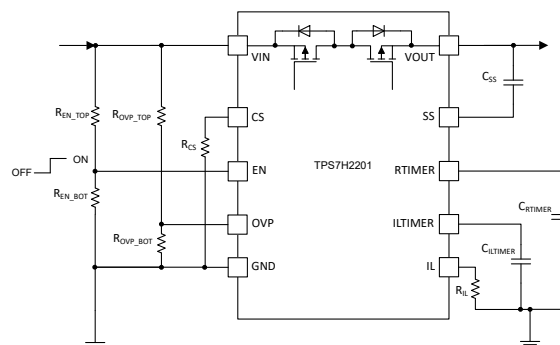 VIN
VOUT
C_SS
R_EN_TOP
R_OVP_TOP
CS
SS
R_CS
TPS7H2201
OFF
ON
EN
RTIMER
R_EN_BOT
OVP
ILTIMER
C_RTIMER
R_OVP_BOT
C_ILTIMER
GND
IL
R_IL